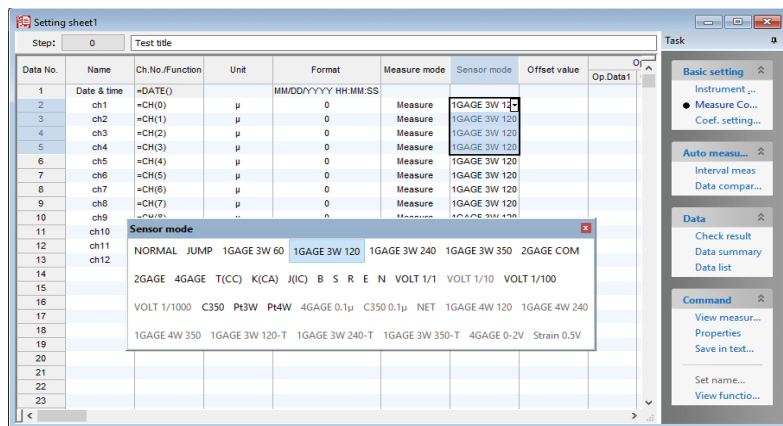 Setting sheet1
Step: 0 Test title
Task
Data No. Name Ch.No./Function Unit Format Measure mode Sensor mode Offset value
Op.Data1
1 Date & time =DATE() MM/DD/YYYY HH:MM:SS
2 ch1 =CH(0) µ 0 Measure 1GAGE 3W 12
3 ch2 =CH(1) µ 0 Measure 1GAGE 3W 120
4 ch3 =CH(2) µ 0 Measure 1GAGE 3W 120
5 ch4 =CH(3) µ 0 Measure 1GAGE 3W 120
6 ch5 =CH(4) µ 0 Measure 1GAGE 3W 120
7 ch6 =CH(5) µ 0 Measure 1GAGE 3W 120
8 ch7 =CH(6) µ 0 Measure 1GAGE 3W 120
9 ch8 =CH(7) µ 0 Measure 1GAGE 3W 120
10 ch9 =CH(8) µ 0 Measure 1GAGE 3W 120
11 ch10
12 ch11
13 ch12
14
15
16
17
18
19
20
21
22
23
Sensor mode
NORMAL JUMP 1GAGE 3W 60 1GAGE 3W 120 1GAGE 3W 240 1GAGE 3W 350 2GAGE COM
2GAGE 4GAGE T(CC) K(CA) J(IC) B S R E N VOLT 1/1 VOLT 1/10 VOLT 1/100
VOLT 1/1000 C350 Pt3W Pt4W 4GAGE 0.1µ C350 0.1µ NET 1GAGE 4W 120 1GAGE 4W 240
1GAGE 4W 350 1GAGE 3W 120-T 1GAGE 3W 240-T 1GAGE 3W 350-T 4GAGE 0-2V Strain 0.5V
Basic setting
Instrument ...
Measure Co...
Coef. setting...
Auto measu...
Interval meas
Data compar...
Data
Check result
Data summary
Data list
Command
View measur...
Properties
Save in text...
Set name...
View functio...